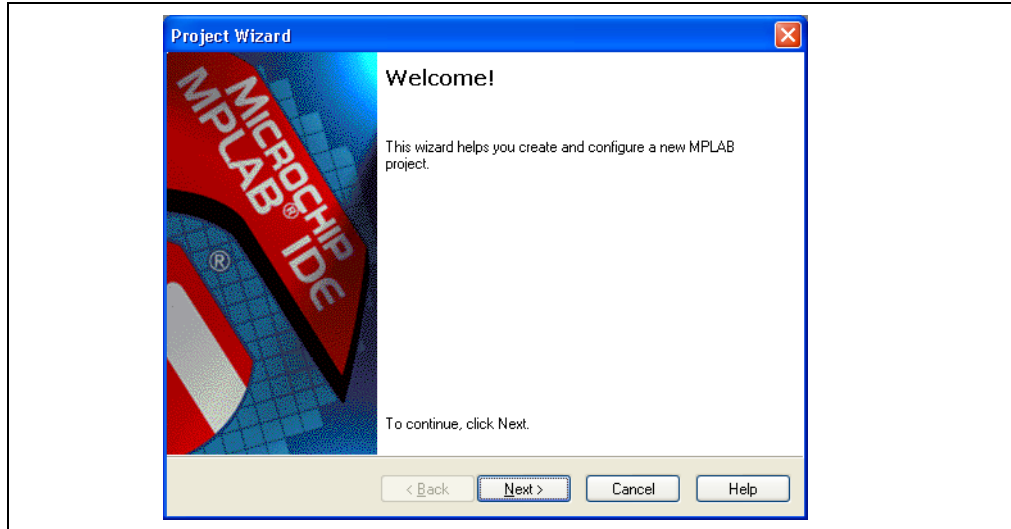 Project Wizard
MICROCHIP
MPLAB® IDE
®
Welcome!
This wizard helps you create and configure a new MPLAB
project.
To continue, click Next.
< Back
Next >
Cancel
Help